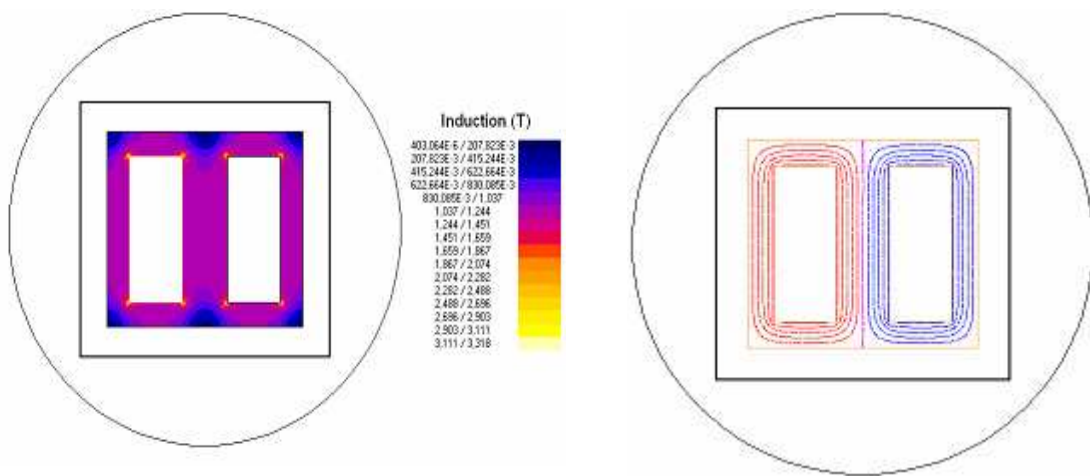 Induction (T)
403.064E-6 / 207.823E-3
207.823E-3 / 415.244E-3
415.244E-3 / 622.664E-3
622.664E-3 / 830.085E-3
830.085E-3 / 1.037
1.037 / 1.244
1.244 / 1.451
1.451 / 1.659
1.659 / 1.867
1.867 / 2.074
2.074 / 2.282
2.282 / 2.488
2.488 / 2.696
2.696 / 2.903
2.903 / 3.111
3.111 / 3.318